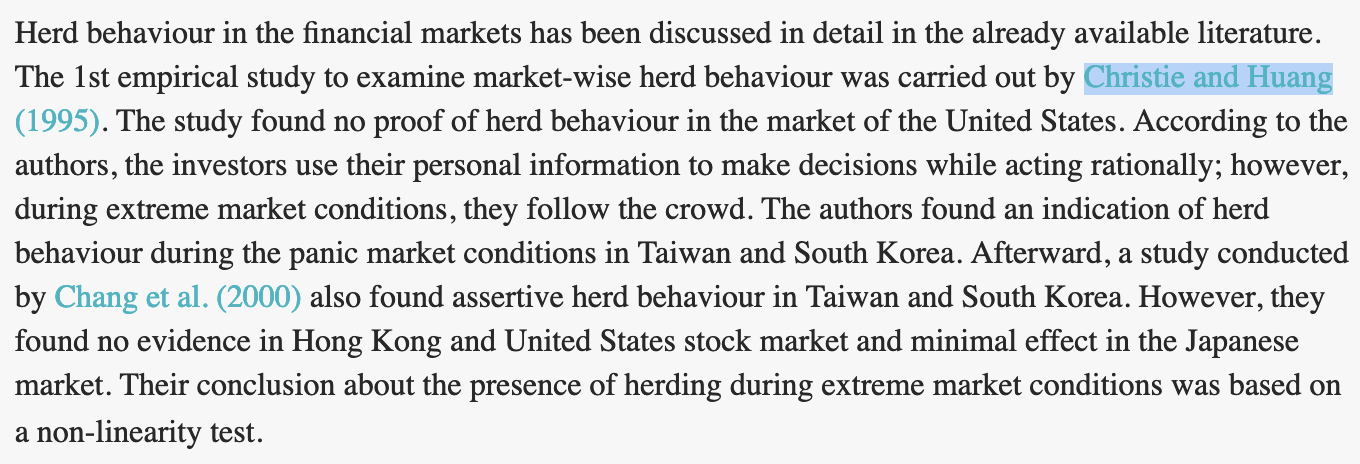 Herd behaviour in the financial markets has been discussed in detail in the already available literature.
The 1st empirical study to examine market-wise herd behaviour was carried out by Christie and Huang
(1995). The study found no proof of herd behaviour in the market of the United States. According to the
authors, the investors use their personal information to make decisions while acting rationally; however,
during extreme market conditions, they follow the crowd. The authors found an indication of herd
behaviour during the panic market conditions in Taiwan and South Korea. Afterward, a study conducted
by Chang et al. (2000) also found assertive herd behaviour in Taiwan and South Korea. However, they
found no evidence in Hong Kong and United States stock market and minimal effect in the Japanese
market. Their conclusion about the presence of herding during extreme market conditions was based on
a non-linearity test.